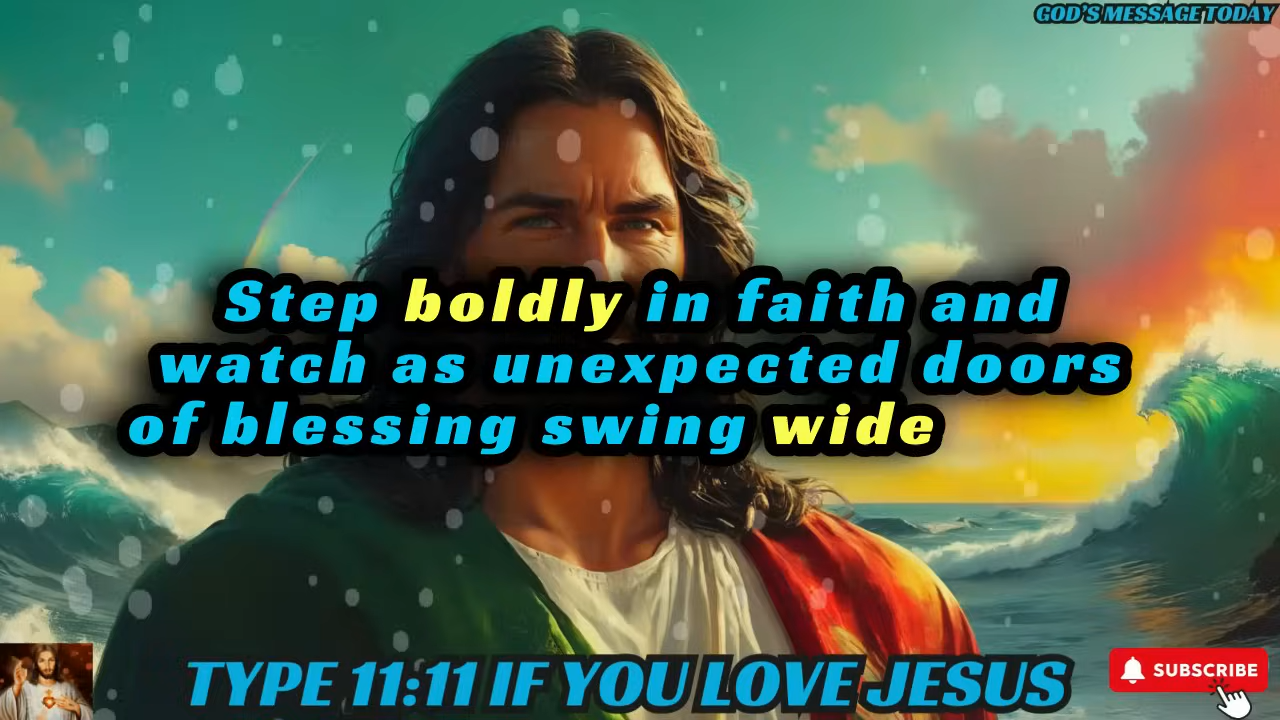 GOD'S MESSAGE TODAY
Step boldly in faith and
watch as unexpected doors
of blessing swing wide
TYPE 11:11 IF YOU LOVE JESUS
SUBSCRIBE